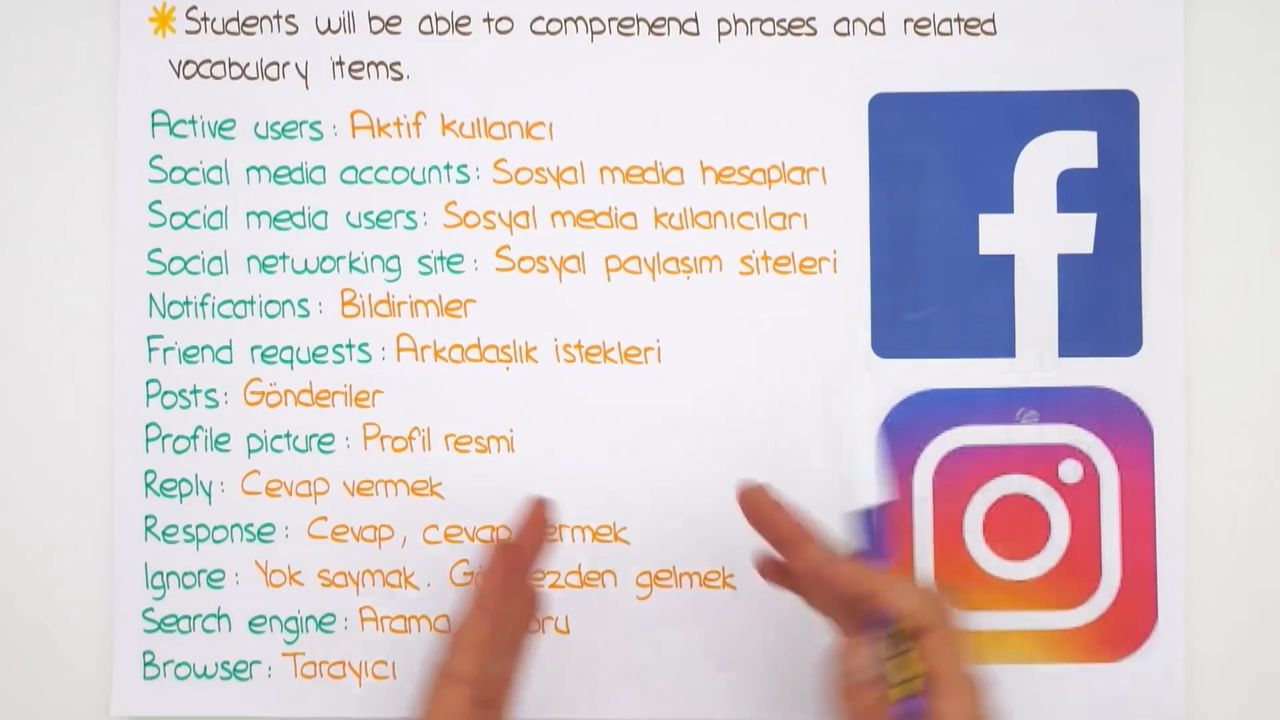 Students will be able to comprehend phrases and related
vocabulary items.
Active users: Aktif kullanıcı
Social media accounts: Sosyal media hesapları
Social media users: Sosyal media kullanıcıları
Social networking site: Sosyal paylaşım siteleri
Notifications: Bildirimler
Friend requests: Arkadaşlık istekleri
Posts: Gönderiler
Profile picture: Profil resmi
Reply: Cevap vermek
Response: Cevap, cevap
Ignore: Yok saymak. gelmek
Search engine: Arama
Browser: Tarayıcı